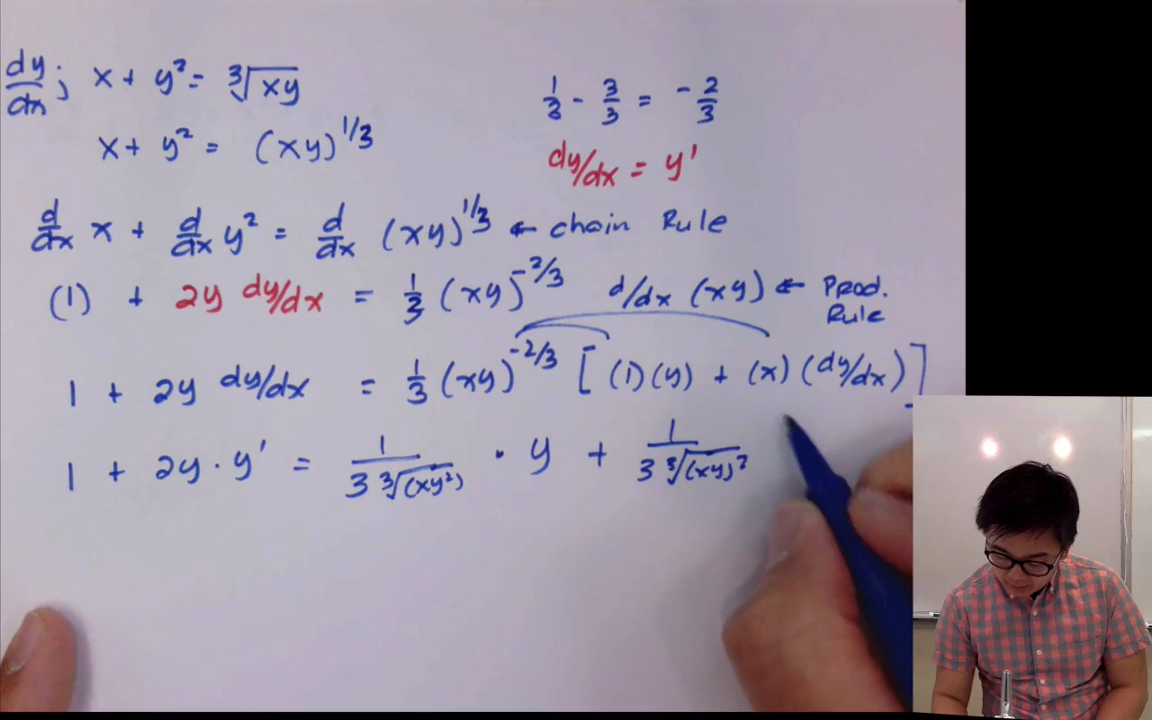 dy/dx ; x + y² = ∛(xy)
1/3 - 3/3 = -2/3
x + y² = (xy)^1/3
dy/dx = y'
d/dx x + d/dx y² = d/dx (xy)^1/3 ← chain Rule
(1) + 2y dy/dx = 1/3 (xy)^-2/3 d/dx (xy) ← Prod. Rule
1 + 2y dy/dx = 1/3 (xy)^-2/3 [ (1)(y) + (x)(dy/dx) ]
1 + 2y · y' = 1/(3 ∛(xy²)) · y + 1/(3 ∛(xy)²)